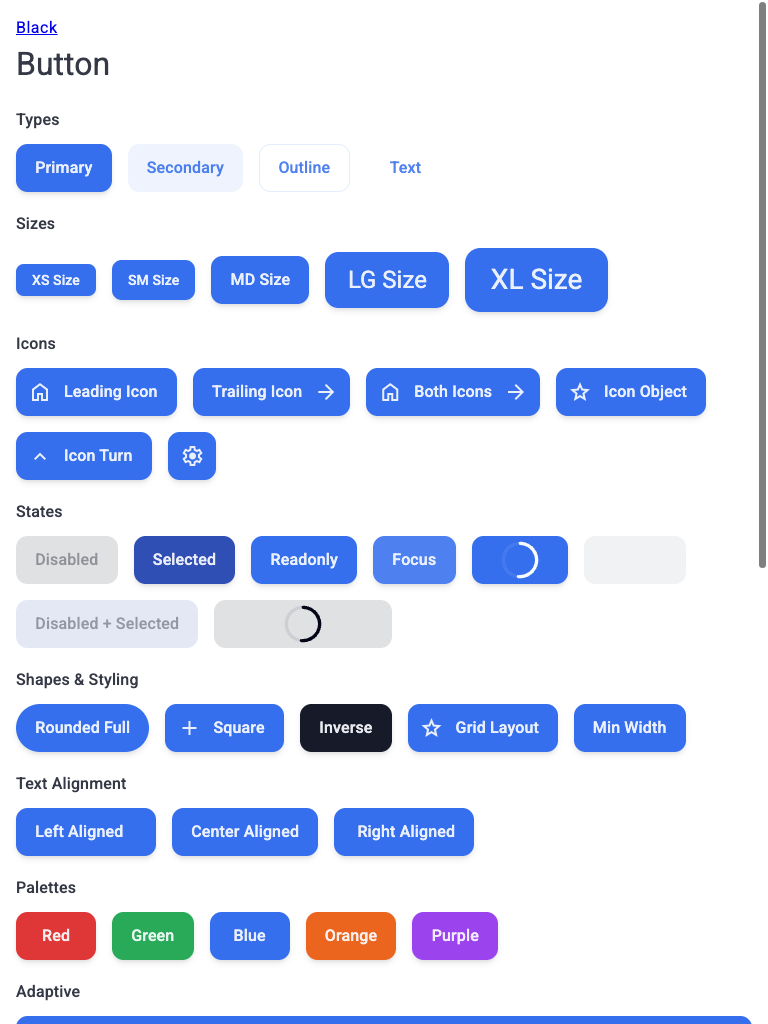 Black
Button
Types
Primary Secondary Outline Text
Sizes
XS Size SM Size MD Size LG Size XL Size
Icons
Leading Icon Trailing Icon Both Icons Icon Object
Icon Turn
States
Disabled Selected Readonly Focus
Disabled + Selected
Shapes & Styling
Rounded Full Square Inverse Grid Layout Min Width
Text Alignment
Left Aligned Center Aligned Right Aligned
Palettes
Red Green Blue Orange Purple
Adaptive